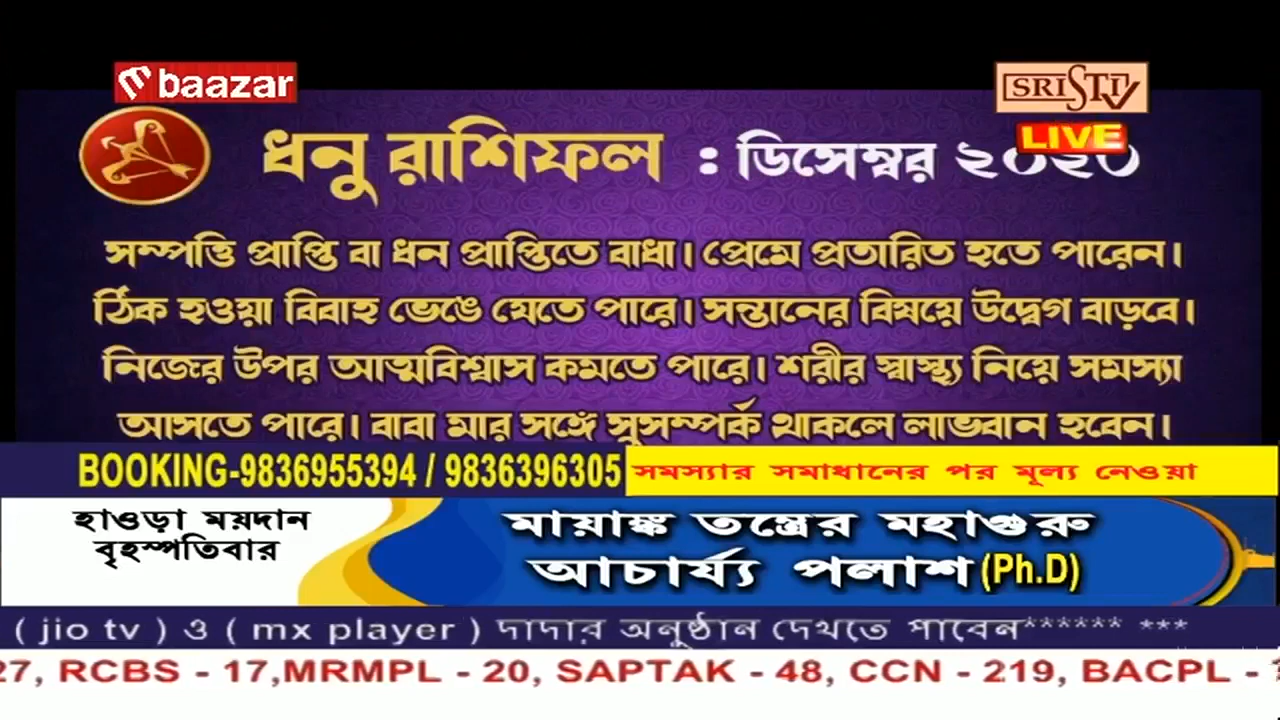 baazar
SRISTI TV
LIVE
ধনু রাশিফল : ডিসেম্বর ২০২০
সম্পত্তি প্রাপ্তি বা ধন প্রাপ্তিতে বাধা। প্রেমে প্রতারিত হতে পারেন।
ঠিক হওয়া বিবাহ ভেঙে যেতে পারে। সন্তানের বিষয়ে উদ্বেগ বাড়বে।
নিজের উপর আত্মবিশ্বাস কমতে পারে। শরীর স্বাস্থ্য নিয়ে সমস্যা
আসতে পারে। বাবা মার সঙ্গে সুসম্পর্ক থাকলে লাভবান হবেন।
BOOKING-9836955394 / 9836396305
সমস্যার সমাধানের পর মূল্য নেওয়া
হাওড়া ময়দান
বৃহস্পতিবার
মায়াঙ্ক তন্ত্রের মহাগুরু
আচার্য্য পলাশ (Ph.D)
( jio tv ) ও ( mx player ) দাদার অনুষ্ঠান দেখতে পাবেন****** ***
27, RCBS - 17,MRMPL - 20, SAPTAK - 48, CCN - 219, BACPL -